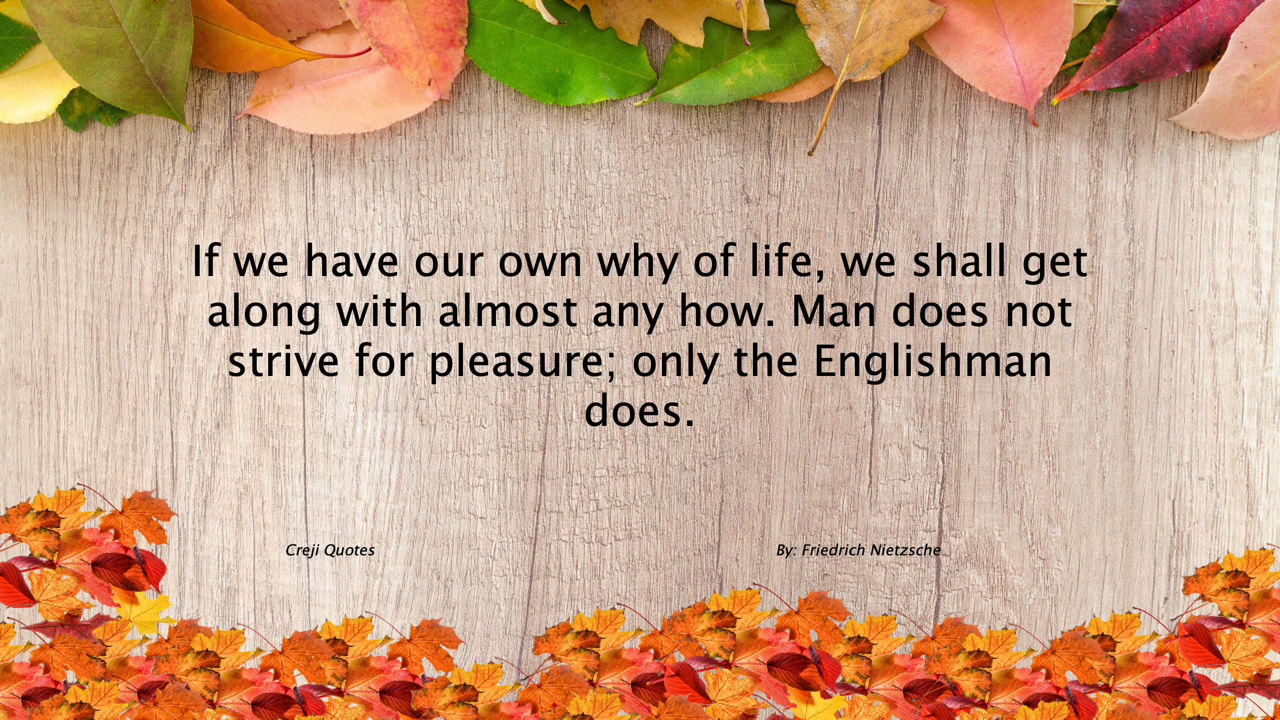 If we have our own why of life, we shall get
along with almost any how. Man does not
strive for pleasure; only the Englishman
does.
Creji Quotes
By: Friedrich Nietzsche